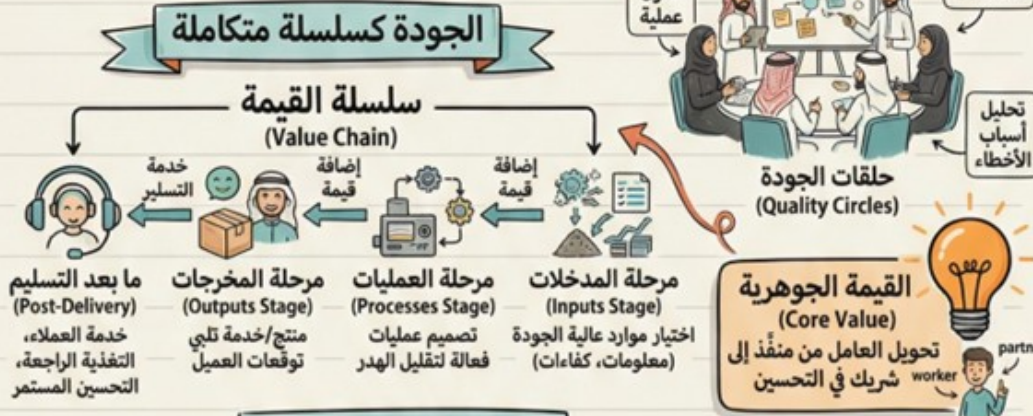 الجودة كسلسلة متكاملة
سلسلة القيمة
(Value Chain)
إضافة
قيمة
إضافة
قيمة
خدمة
التسلير
مرحلة المدخلات
(Inputs Stage)
اختيار موارد عالية الجودة
(معلومات، كفاءات)
مرحلة العمليات
(Processes Stage)
تصميم عمليات
فعالة لتقليل الهدر
مرحلة المخرجات
(Outputs Stage)
منتج/خدمة تلبي
توقعات العميل
ما بعد التسليم
(Post-Delivery)
خدمة العملاء،
التغذية الراجعة،
التحسين المستمر
عملية
تحليل
أسباب
الأخطاء
حلقات الجودة
(Quality Circles)
القيمة الجوهرية
(Core Value)
تحويل العامل من منفَّذ إلى
شريك في التحسين
worker